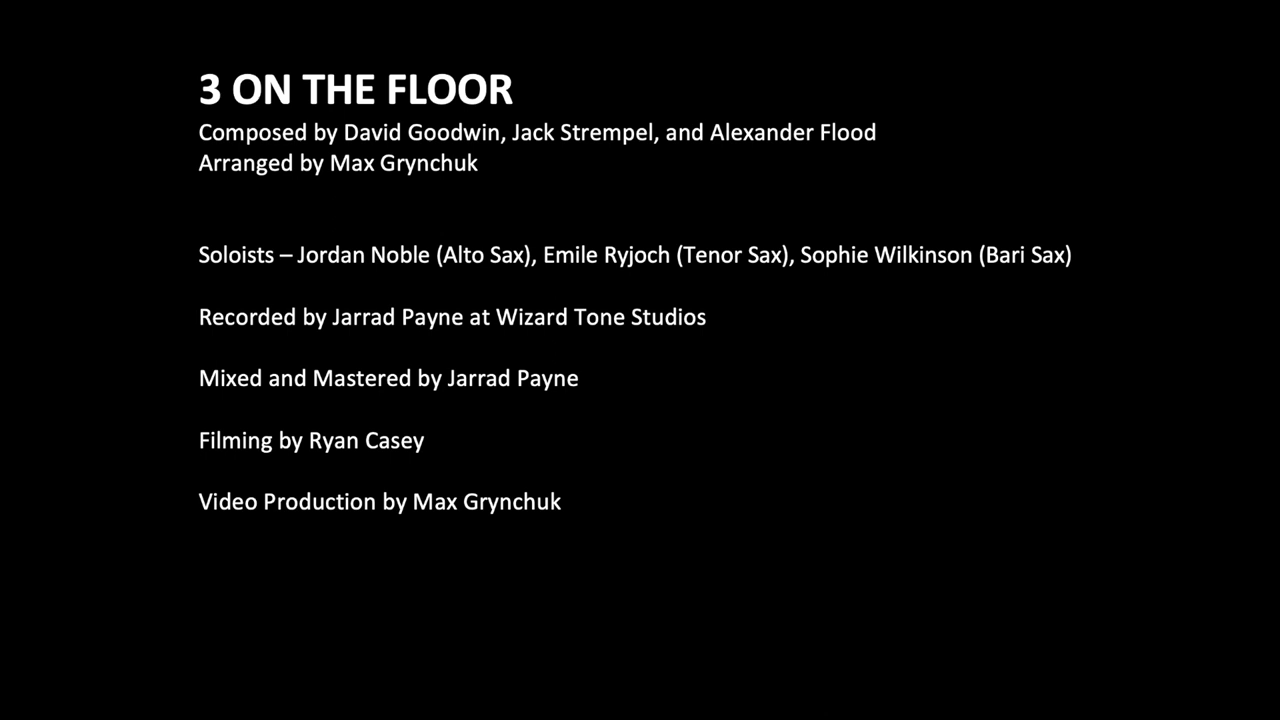 3 ON THE FLOOR
Composed by David Goodwin, Jack Strempel, and Alexander Flood
Arranged by Max Grynchuk
Soloists – Jordan Noble (Alto Sax), Emile Ryjoch (Tenor Sax), Sophie Wilkinson (Bari Sax)
Recorded by Jarrad Payne at Wizard Tone Studios
Mixed and Mastered by Jarrad Payne
Filming by Ryan Casey
Video Production by Max Grynchuk